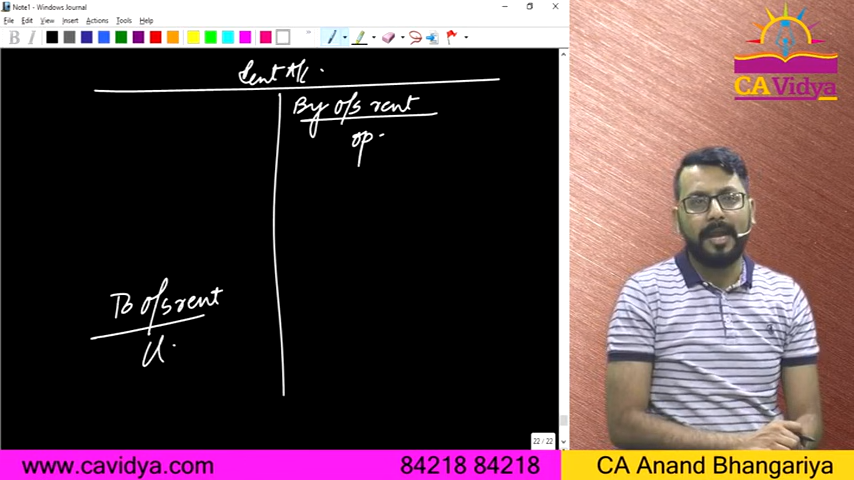 Note1 - Windows Journal
File Edit View Insert Actions Tools Help
B I
Rent A/c.
By o/s rent
op.
To o/s rent
cl.
22 / 22
CA Vidya
www.cavidya.com
84218 84218
CA Anand Bhangariya